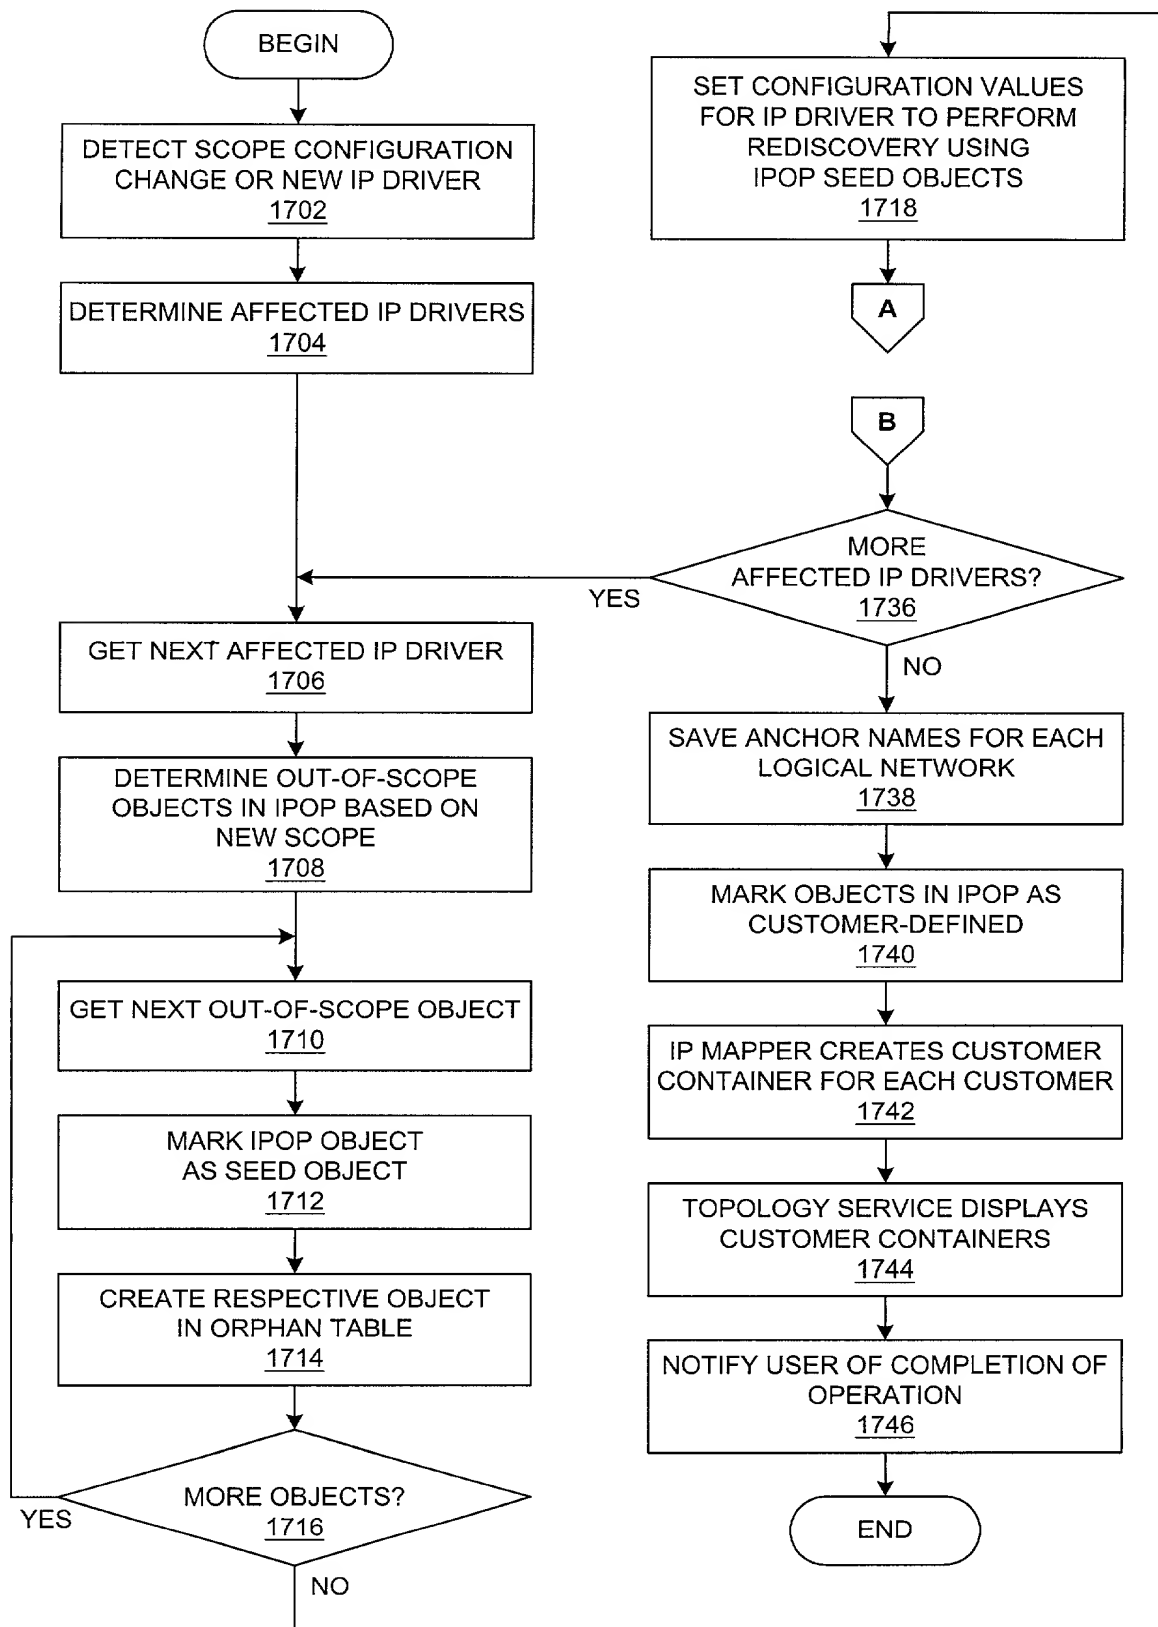 BEGIN
DETECT SCOPE CONFIGURATION
CHANGE OR NEW IP DRIVER
1702
DETERMINE AFFECTED IP DRIVERS
1704
GET NEXT AFFECTED IP DRIVER
1706
DETERMINE OUT-OF-SCOPE
OBJECTS IN IPOP BASED ON
NEW SCOPE
1708
GET NEXT OUT-OF-SCOPE OBJECT
1710
MARK IPOP OBJECT
AS SEED OBJECT
1712
CREATE RESPECTIVE OBJECT
IN ORPHAN TABLE
1714
MORE OBJECTS?
1716
YES
NO
SET CONFIGURATION VALUES
FOR IP DRIVER TO PERFORM
REDISCOVERY USING
IPOP SEED OBJECTS
1718
A
B
MORE
AFFECTED IP DRIVERS?
1736
YES
NO
SAVE ANCHOR NAMES FOR EACH
LOGICAL NETWORK
1738
MARK OBJECTS IN IPOP AS
CUSTOMER-DEFINED
1740
IP MAPPER CREATES CUSTOMER
CONTAINER FOR EACH CUSTOMER
1742
TOPOLOGY SERVICE DISPLAYS
CUSTOMER CONTAINERS
1744
NOTIFY USER OF COMPLETION OF
OPERATION
1746
END